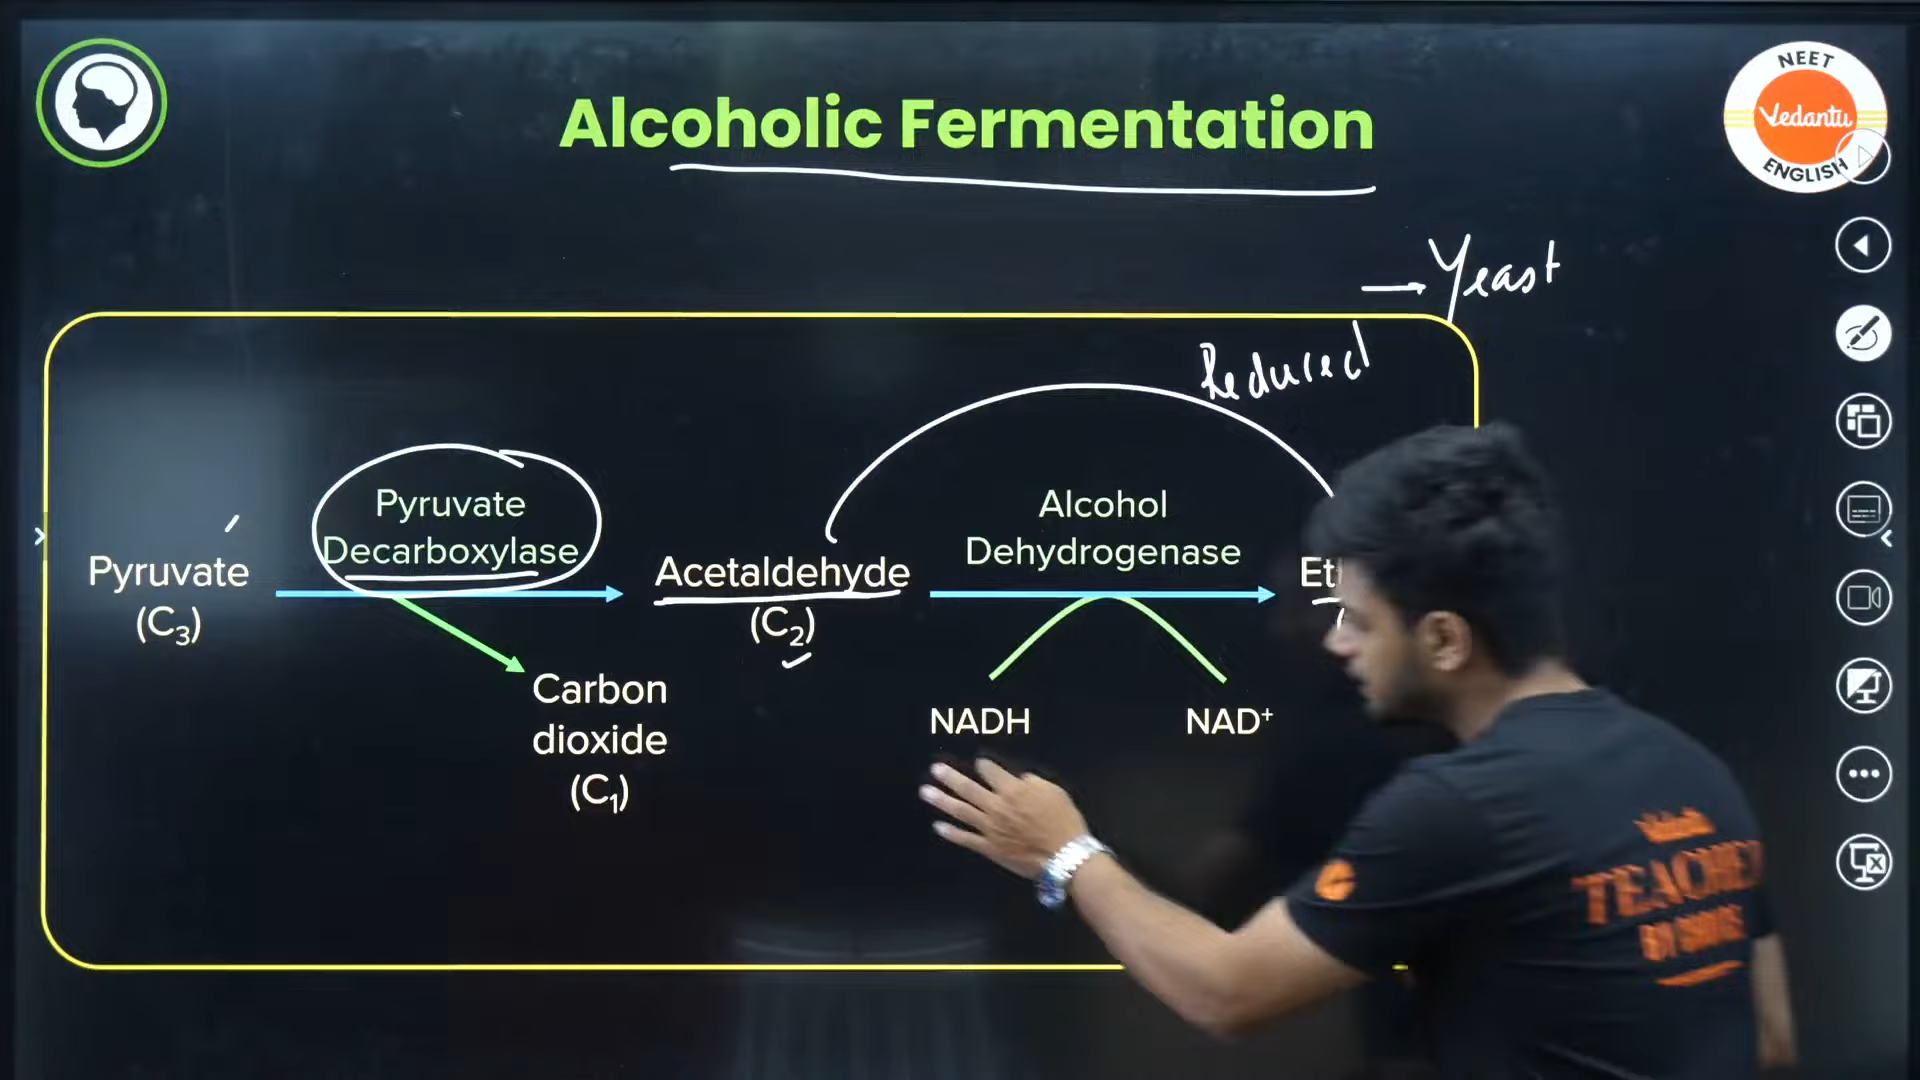 NEET
Vedantu
ENGLISH
Alcoholic Fermentation
→ Yeast
Reduced
Pyruvate
Decarboxylase
Alcohol
Dehydrogenase
Pyruvate
(C₃)
Acetaldehyde
(C₂)
Et
Carbon
dioxide
(C₁)
NADH
NAD⁺
TEACHER